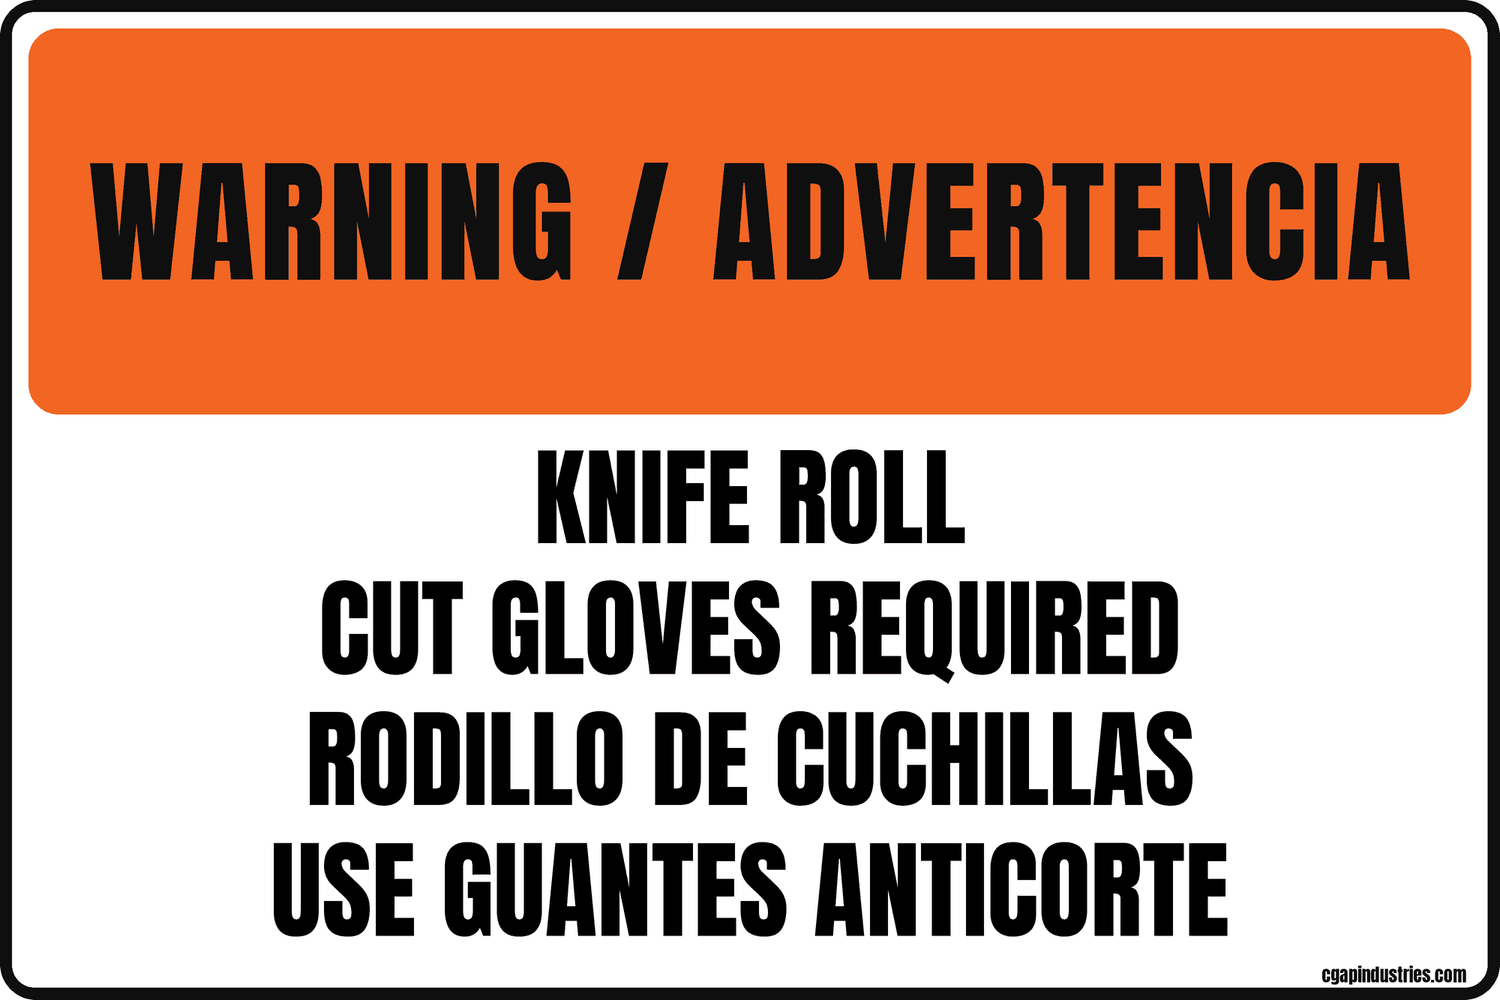 WARNING / ADVERTENCIA
KNIFE ROLL
CUT GLOVES REQUIRED
RODILLO DE CUCHILLAS
USE GUANTES ANTICORTE
cgapindustries.com